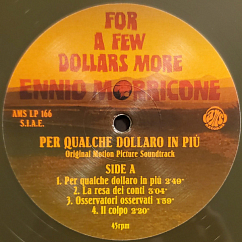 FOR
A FEW
DOLLARS MORE
ENNIO MORRICONE
AMS LP 166
S.I.A.E.
PER QUALCHE DOLLARO IN PIÙ
Original Motion Picture Soundtrack
SIDE A
1. Per qualche dollaro in più 2'49"
2. La resa dei conti 3'04"
3. Osservatori osservati 1'59"
4. Il colpo 2'20"
45rpm